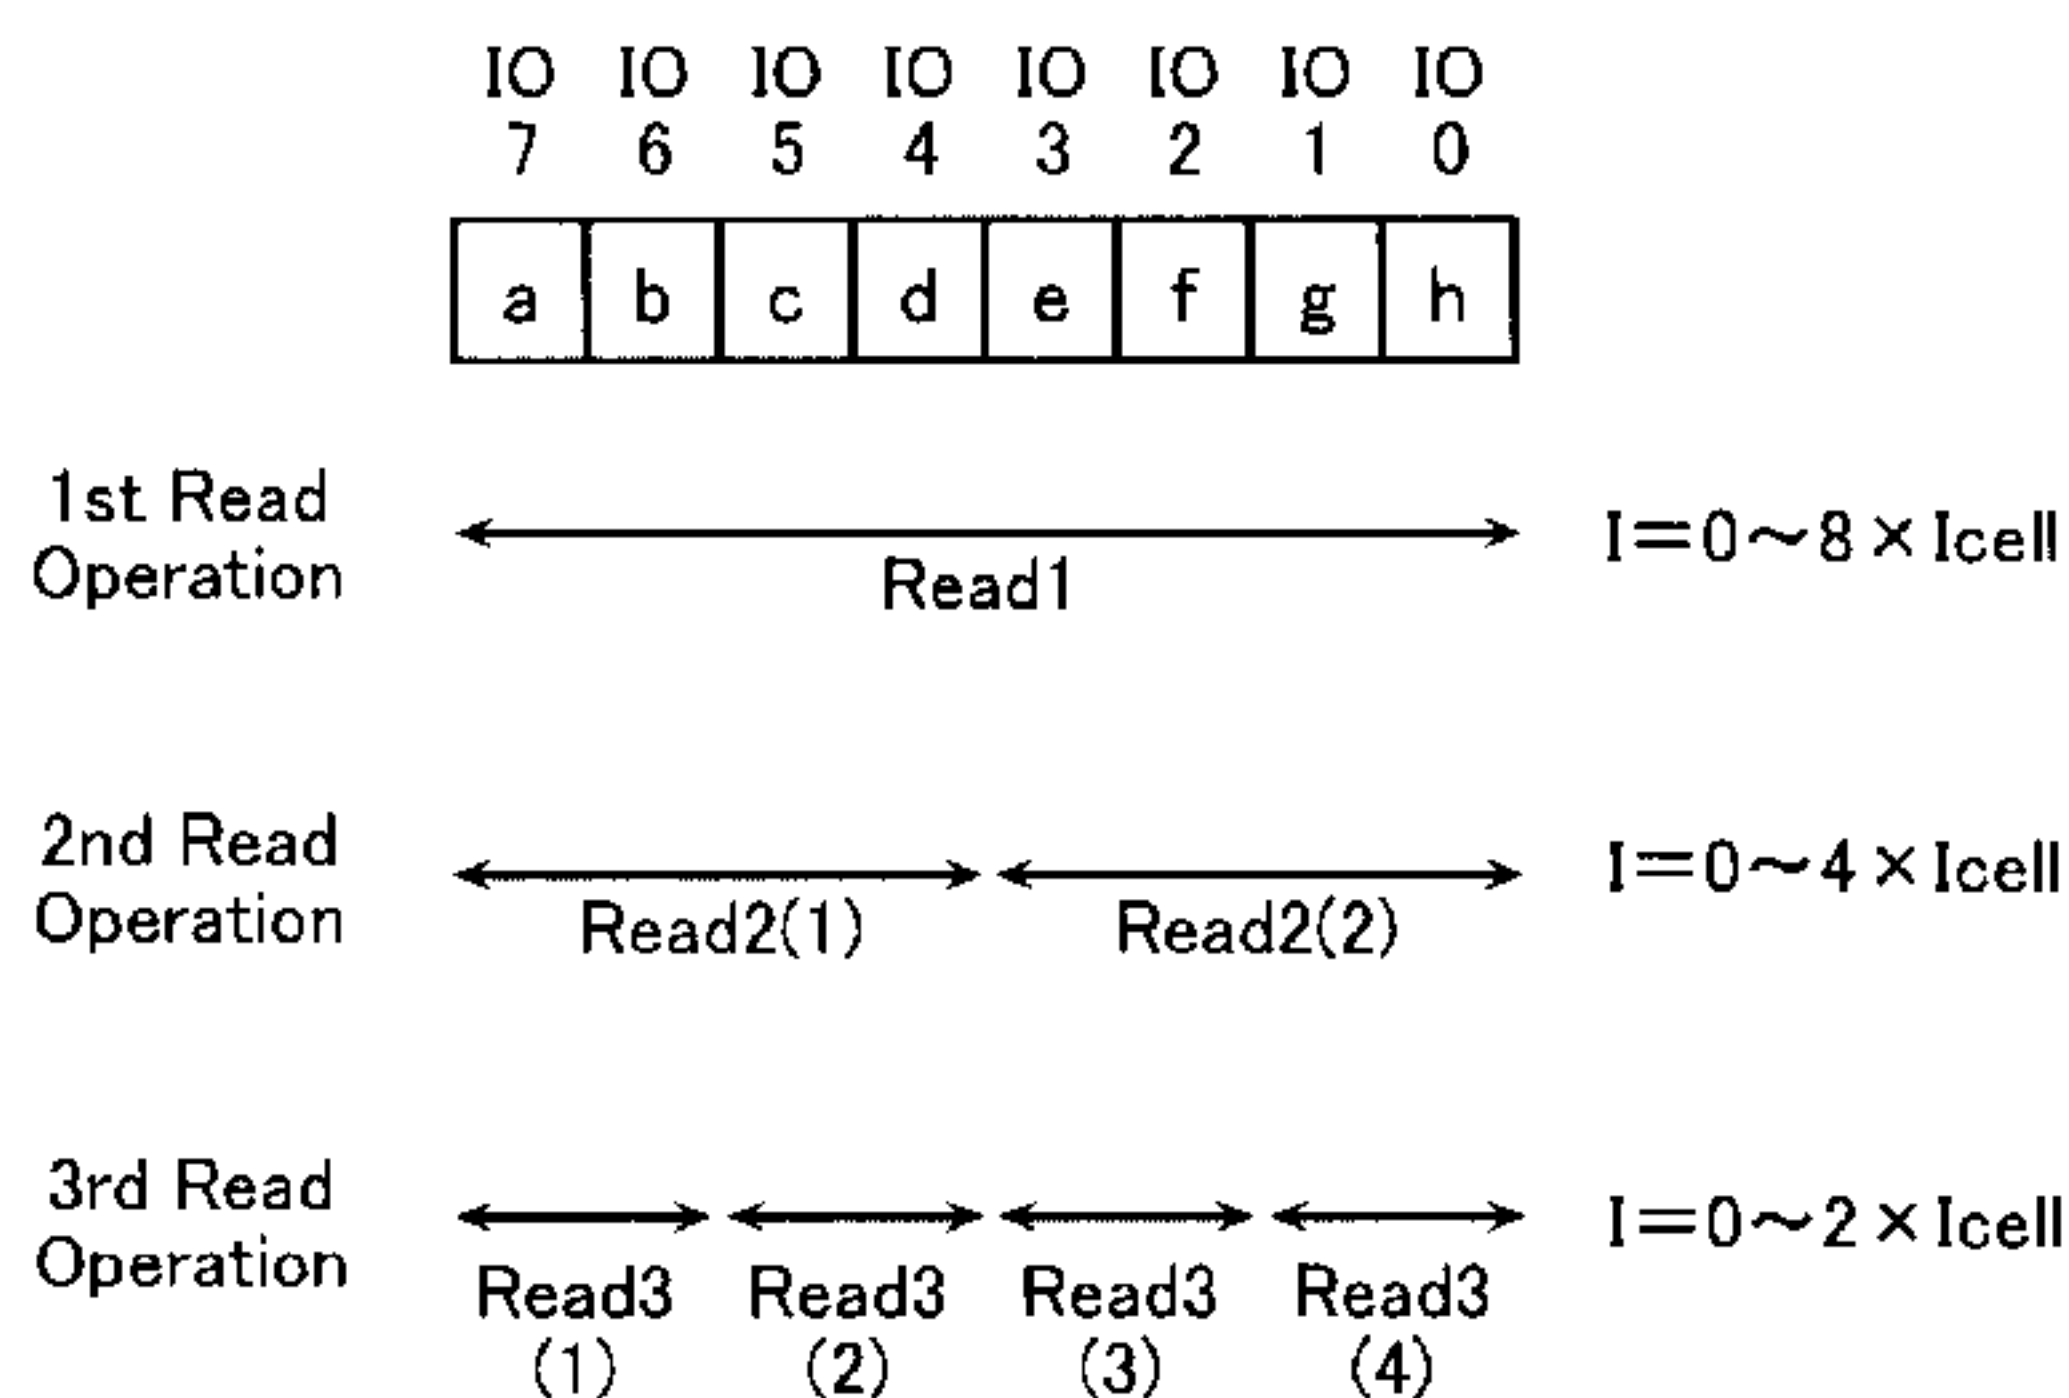 IO IO IO IO IO IO IO IO
7 6 5 4 3 2 1 0
a b c d e f g h
1st Read
Operation
Read1
I=0~8×Icell
2nd Read
Operation
Read2(1) Read2(2)
I=0~4×Icell
3rd Read
Operation
Read3 Read3 Read3 Read3
(1) (2) (3) (4)
I=0~2×Icell